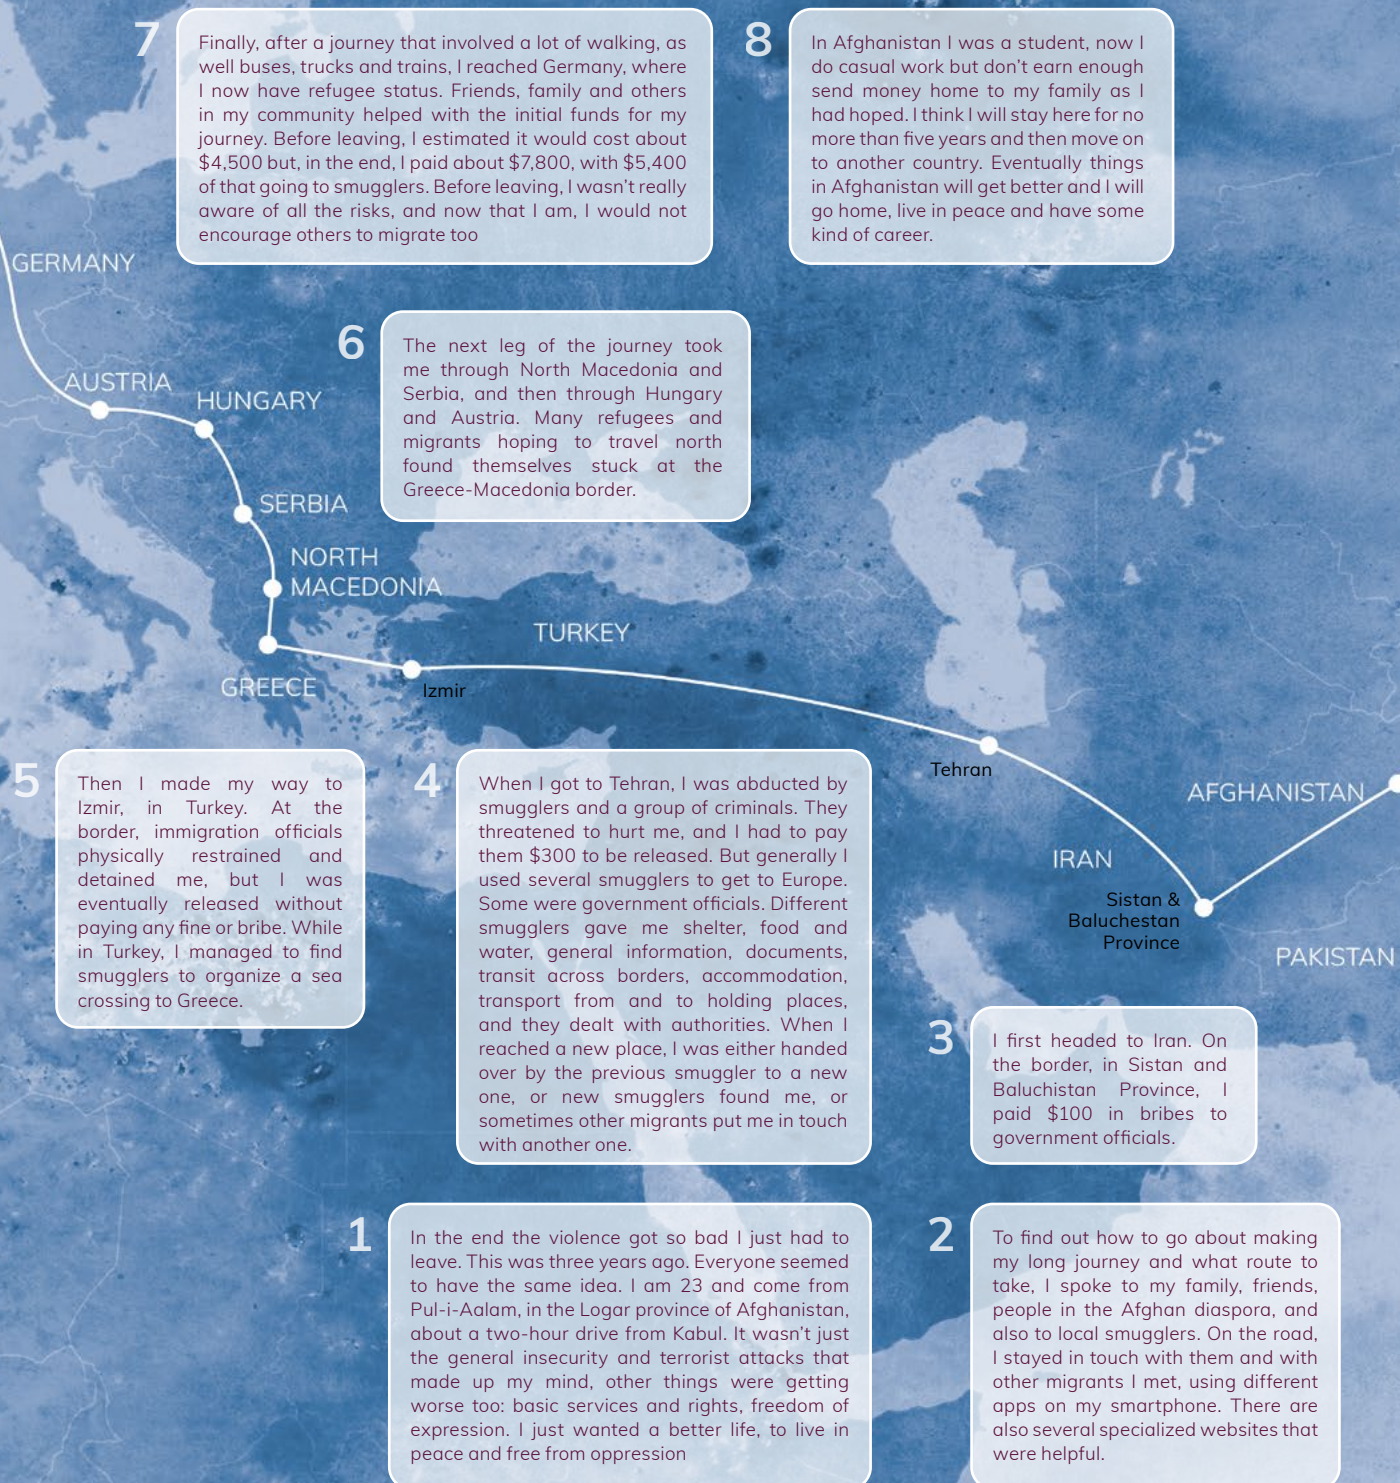 7
Finally, after a journey that involved a lot of walking, as
well buses, trucks and trains, I reached Germany, where
I now have refugee status. Friends, family and others
in my community helped with the initial funds for my
journey. Before leaving, I estimated it would cost about
$4,500 but, in the end, I paid about $7,800, with $5,400
of that going to smugglers. Before leaving, I wasn't really
aware of all the risks, and now that I am, I would not
encourage others to migrate too
8
In Afghanistan I was a student, now I
do casual work but don't earn enough
send money home to my family as I
had hoped. I think I will stay here for no
more than five years and then move on
to another country. Eventually things
in Afghanistan will get better and I will
go home, live in peace and have some
kind of career.
GERMANY
6
The next leg of the journey took
me through North Macedonia and
Serbia, and then through Hungary
and Austria. Many refugees and
migrants hoping to travel north
found themselves stuck at the
Greece-Macedonia border.
AUSTRIA
HUNGARY
SERBIA
NORTH
MACEDONIA
TURKEY
GREECE
Izmir
Tehran
AFGHANISTAN
IRAN
Sistan &
Baluchestan
Province
PAKISTAN
5
Then I made my way to
Izmir, in Turkey. At the
border, immigration officials
physically restrained and
detained me, but I was
eventually released without
paying any fine or bribe. While
in Turkey, I managed to find
smugglers to organize a sea
crossing to Greece.
4
When I got to Tehran, I was abducted by
smugglers and a group of criminals. They
threatened to hurt me, and I had to pay
them $300 to be released. But generally I
used several smugglers to get to Europe.
Some were government officials. Different
smugglers gave me shelter, food and
water, general information, documents,
transit across borders, accommodation,
transport from and to holding places,
and they dealt with authorities. When I
reached a new place, I was either handed
over by the previous smuggler to a new
one, or new smugglers found me, or
sometimes other migrants put me in touch
with another one.
3
I first headed to Iran. On
the border, in Sistan and
Baluchistan Province, I
paid $100 in bribes to
government officials.
1
In the end the violence got so bad I just had to
leave. This was three years ago. Everyone seemed
to have the same idea. I am 23 and come from
Pul-i-Aalam, in the Logar province of Afghanistan,
about a two-hour drive from Kabul. It wasn't just
the general insecurity and terrorist attacks that
made up my mind, other things were getting
worse too: basic services and rights, freedom of
expression. I just wanted a better life, to live in
peace and free from oppression
2
To find out how to go about making
my long journey and what route to
take, I spoke to my family, friends,
people in the Afghan diaspora, and
also to local smugglers. On the road,
I stayed in touch with them and with
other migrants I met, using different
apps on my smartphone. There are
also several specialized websites that
were helpful.